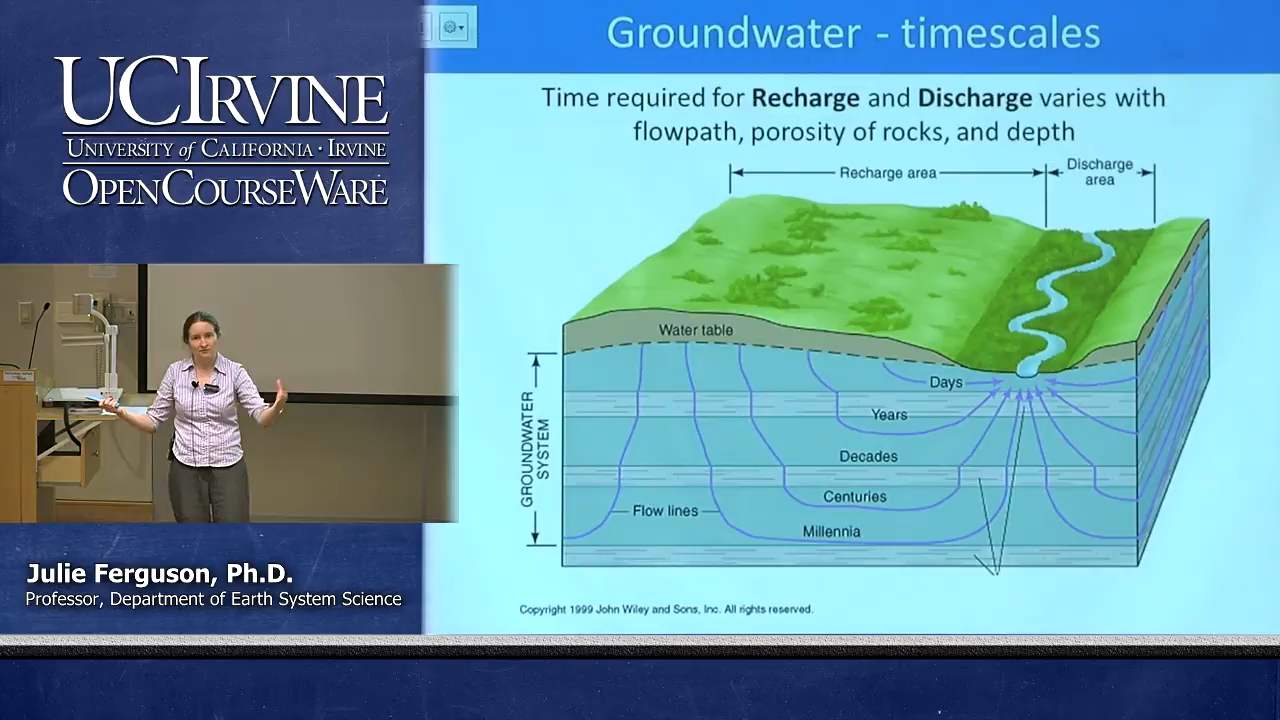 UCIRVINE
UNIVERSITY of CALIFORNIA · IRVINE
OPENCOURSEWARE
Groundwater - timescales
Time required for Recharge and Discharge varies with
flowpath, porosity of rocks, and depth
Recharge area
Discharge
area
Water table
Days
Years
Decades
Centuries
Millennia
Flow lines
GROUNDWATER
SYSTEM
Copyright 1999 John Wiley and Sons, Inc. All rights reserved.
Julie Ferguson, Ph.D.
Professor, Department of Earth System Science